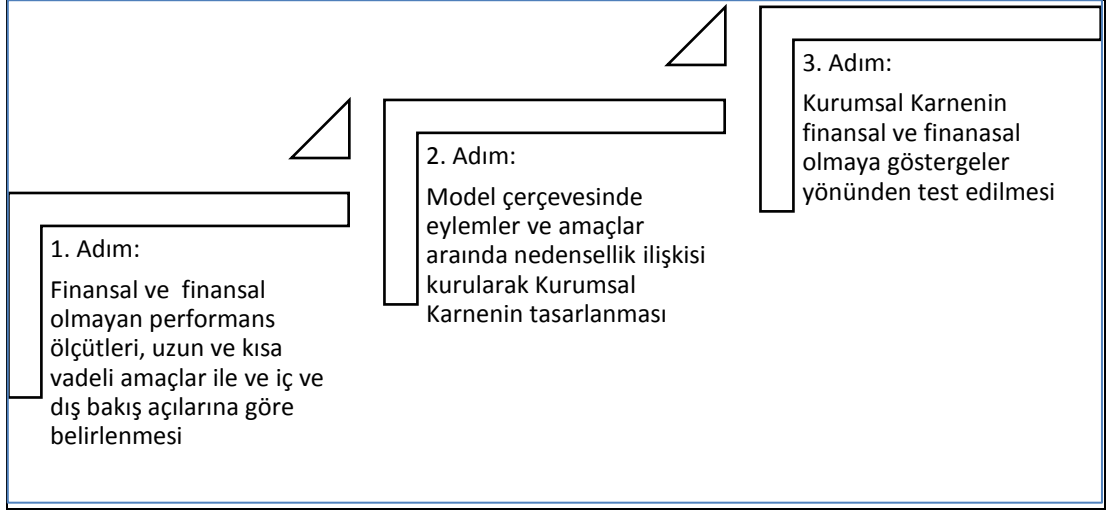 1. Adım:
Finansal ve  finansal
olmayan performans
ölçütleri, uzun ve kısa
vadeli amaçlar ile ve iç ve
dış bakış açılarına göre
belirlenmesi
2. Adım:
Model çerçevesinde
eylemler ve amaçlar
araında nedensellik ilişkisi
kurularak Kurumsal
Karnenin tasarlanması
3. Adım:
Kurumsal Karnenin
finansal ve finanasal
olmaya göstergeler
yönünden test edilmesi